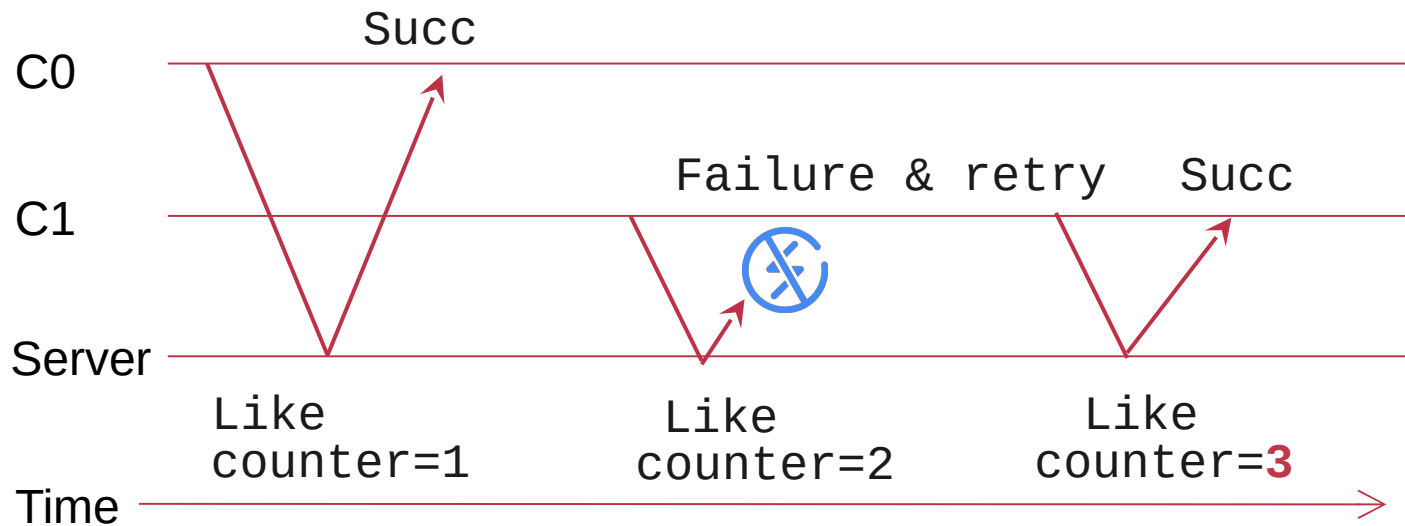 Succ
C0
Failure & retry Succ
C1
Server
Like Like Like
counter=1 counter=2 counter=3
Time